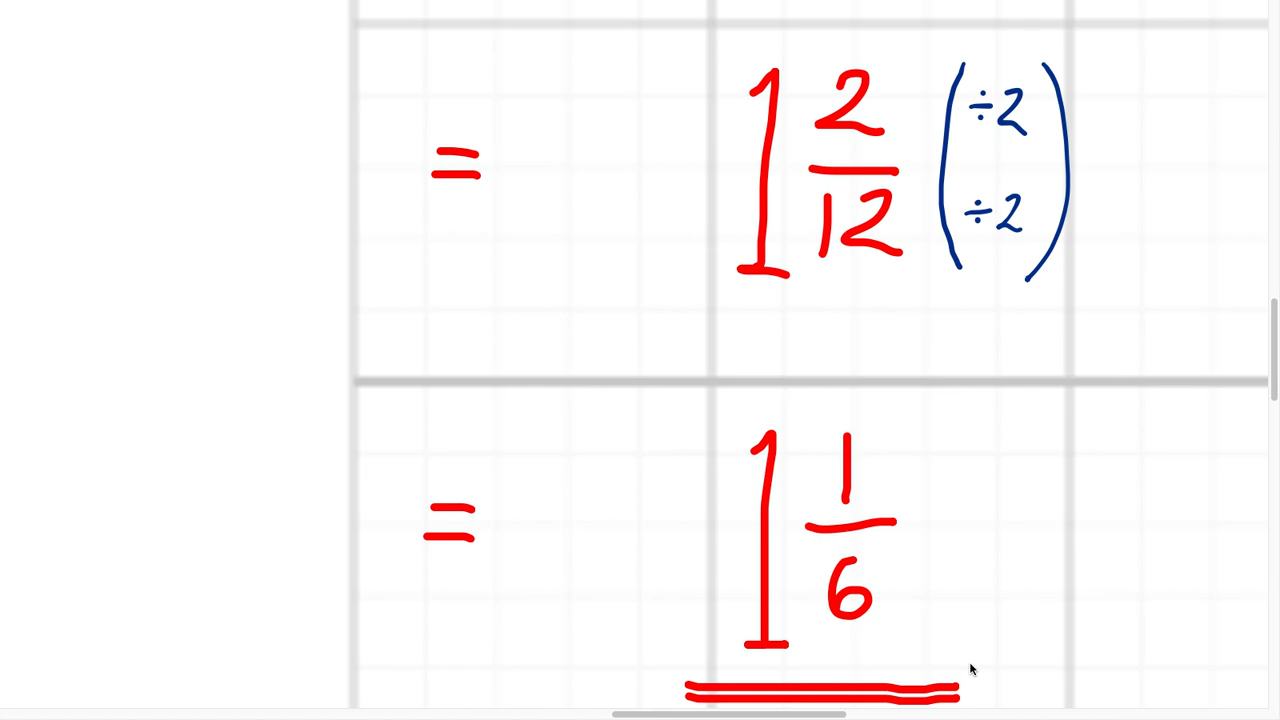 = 1 2/12 (÷2 ÷2)
= 1 1/6